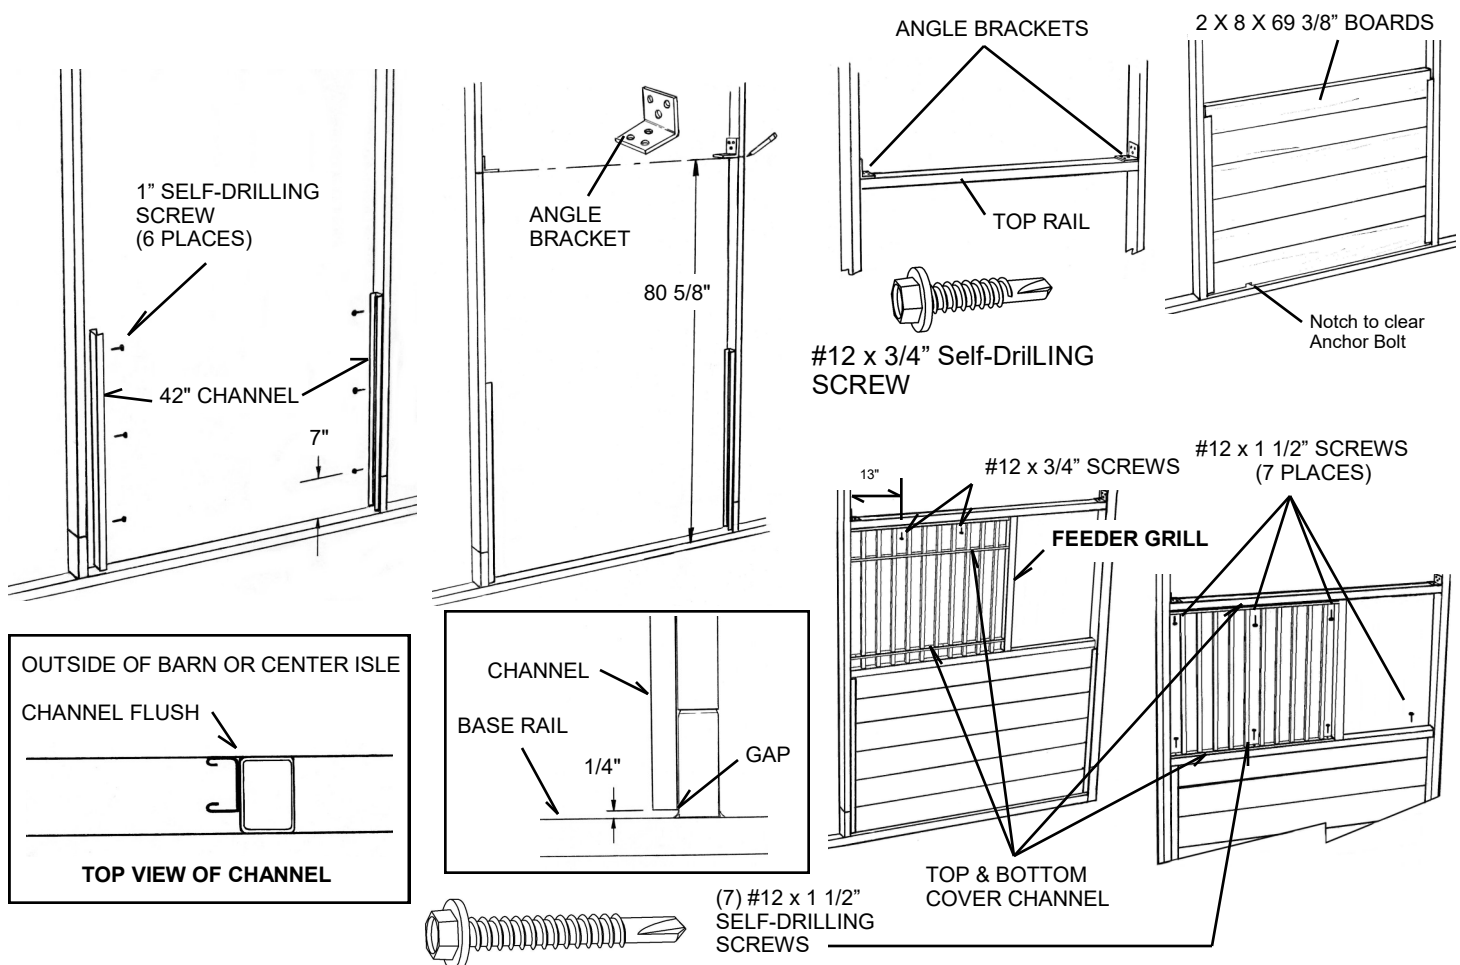 1” SELF-DRILLING
SCREW
(6 PLACES)
42" CHANNEL
7"
ANGLE
BRACKET
80 5/8"
ANGLE BRACKETS
TOP RAIL
#12 x 3/4” Self-DrilLING
SCREW
2 X 8 X 69 3/8” BOARDS
Notch to clear
Anchor Bolt
OUTSIDE OF BARN OR CENTER ISLE
CHANNEL FLUSH
TOP VIEW OF CHANNEL
CHANNEL
BASE RAIL
1/4"
GAP
(7) #12 x 1 1/2”
SELF-DRILLING
SCREWS
13"
#12 x 3/4” SCREWS
FEEDER GRILL
#12 x 1 1/2” SCREWS
(7 PLACES)
TOP & BOTTOM
COVER CHANNEL